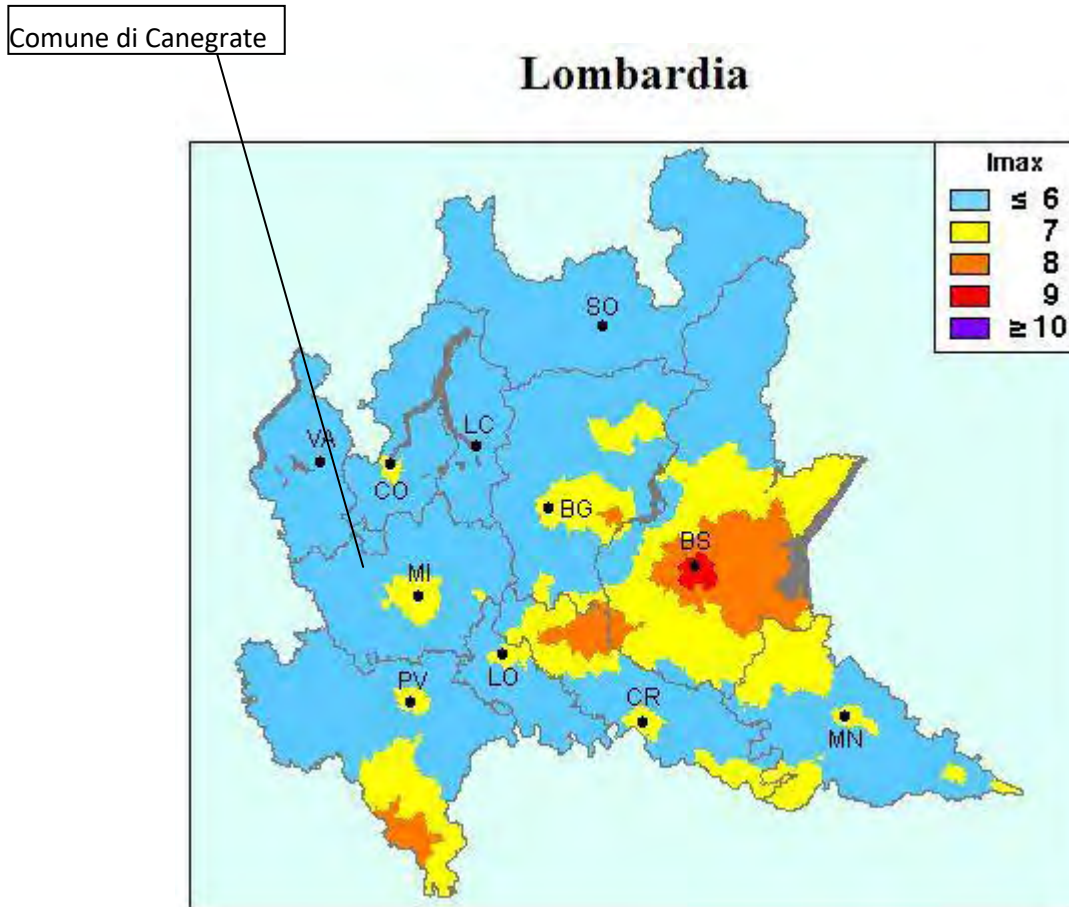 Comune di Canegrate
Lombardia
Imax
≤ 6
7
8
9
≥ 10
SO
VA
LC
CO
BG
BS
MI
LO
PV
CR
MN